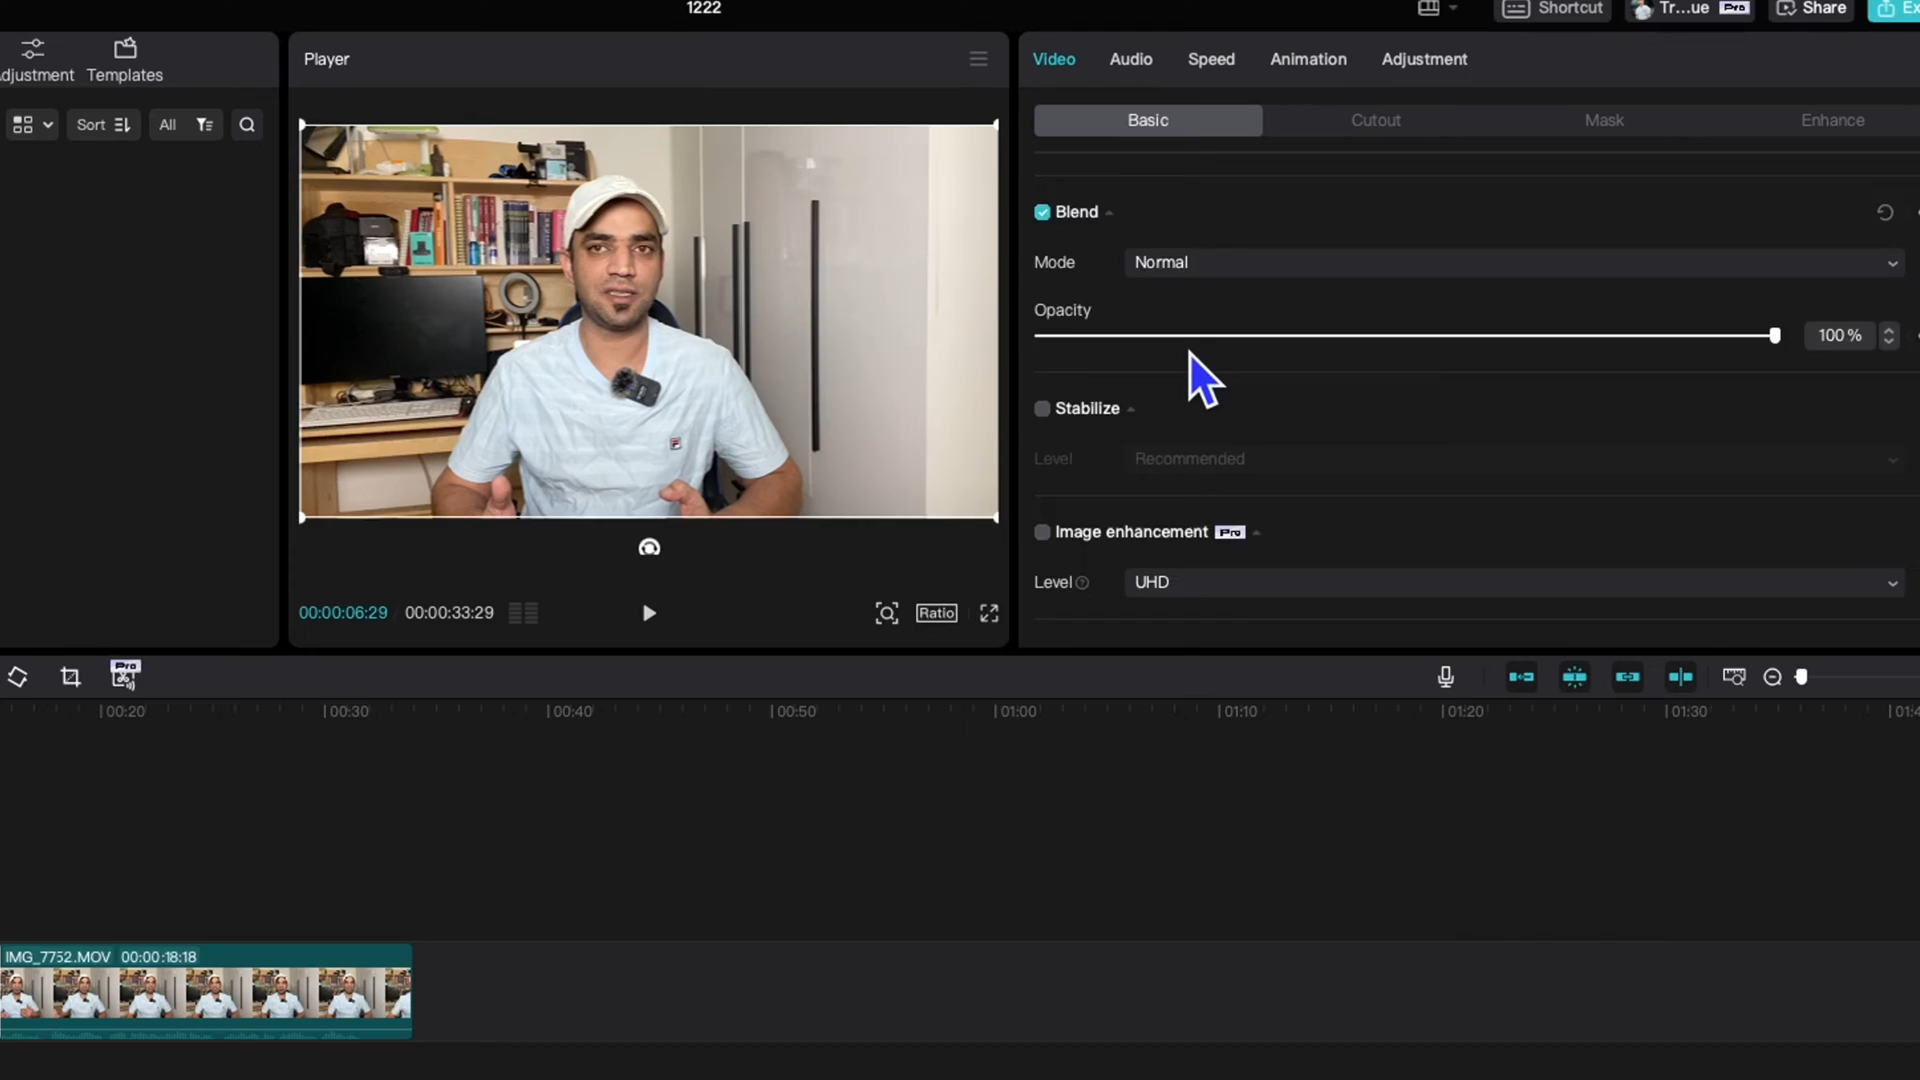 1222
Shortcut
Tr...ue Pro
Share
Ex
djustment
Templates
Sort
All
Player
Video
Audio
Speed
Animation
Adjustment
Basic
Cutout
Mask
Enhance
Blend
Mode
Normal
Opacity
100 %
Stabilize
Level
Recommended
Image enhancement Pro
Level
UHD
00:00:06:29
00:00:33:29
Ratio
Pro
00:20
00:30
00:40
00:50
01:00
01:10
01:20
01:30
01:4
IMG_7752.MOV 00:00:18:18